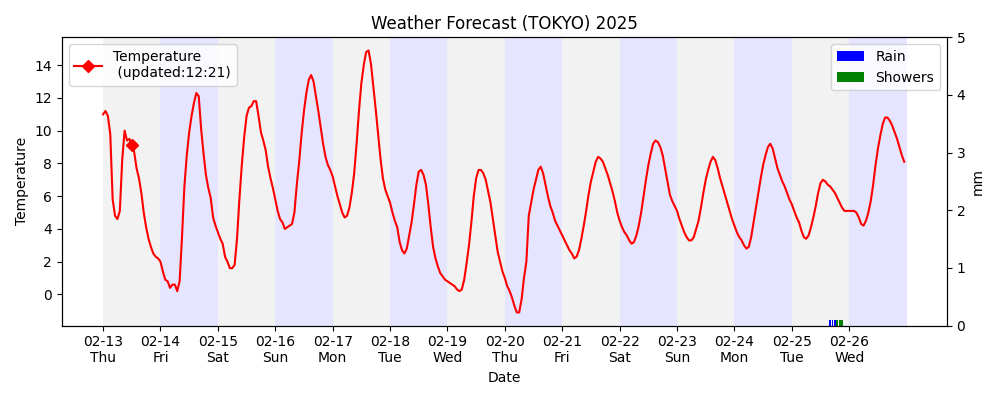 Weather Forecast (TOKYO) 2025
Temperature
(updated:12:21)
Rain
Showers
Temperature
14
12
10
8
6
4
2
0
5
4
3
2
1
0
mm
02-13 02-14 02-15 02-16 02-17 02-18 02-19 02-20 02-21 02-22 02-23 02-24 02-25 02-26
Thu Fri Sat Sun Mon Tue Wed Thu Fri Sat Sun Mon Tue Wed
Date